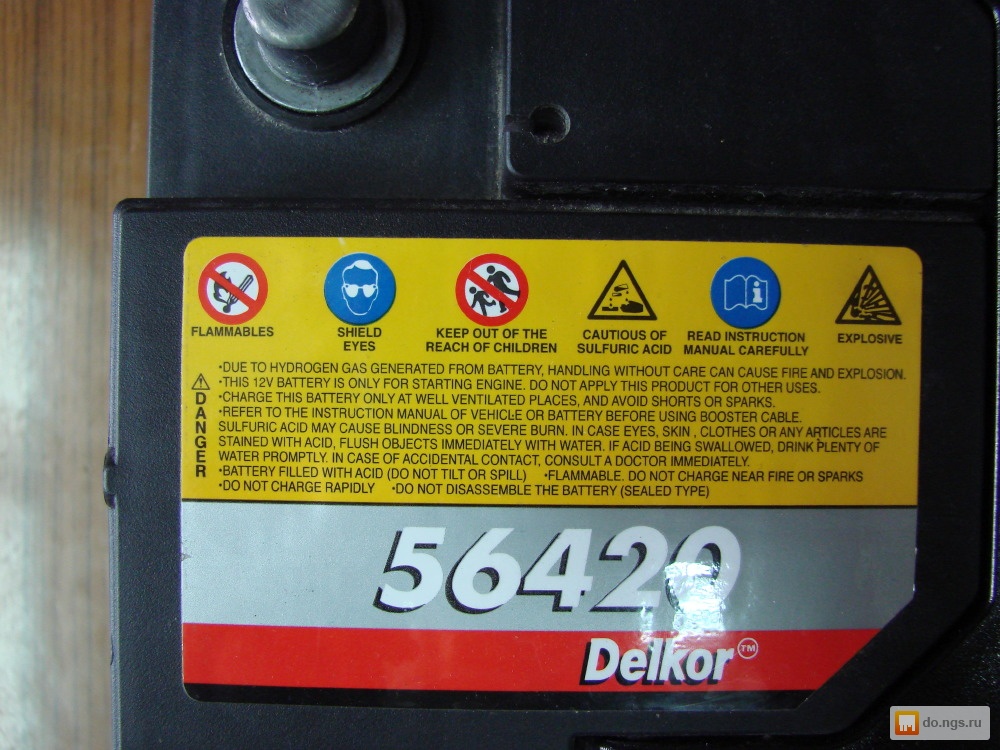 FLAMMABLES
SHIELD
EYES
KEEP OUT OF THE
REACH OF CHILDREN
CAUTIOUS OF
SULFURIC ACID
READ INSTRUCTION
MANUAL CAREFULLY
EXPLOSIVE
DANGER
•DUE TO HYDROGEN GAS GENERATED FROM BATTERY, HANDLING WITHOUT CARE CAN CAUSE FIRE AND EXPLOSION.
•THIS 12V BATTERY IS ONLY FOR STARTING ENGINE. DO NOT APPLY THIS PRODUCT FOR OTHER USES.
•CHARGE THIS BATTERY ONLY AT WELL VENTILATED PLACES, AND AVOID SHORTS OR SPARKS.
•REFER TO THE INSTRUCTION MANUAL OF VEHICLE OR BATTERY BEFORE USING BOOSTER CABLE.
SULFURIC ACID MAY CAUSE BLINDNESS OR SEVERE BURN. IN CASE EYES, SKIN , CLOTHES OR ANY ARTICLES ARE
STAINED WITH ACID, FLUSH OBJECTS IMMEDIATELY WITH WATER. IF ACID BEING SWALLOWED, DRINK PLENTY OF
WATER PROMPTLY. IN CASE OF ACCIDENTAL CONTACT, CONSULT A DOCTOR IMMEDIATELY.
•BATTERY FILLED WITH ACID (DO NOT TILT OR SPILL) •FLAMMABLE. DO NOT CHARGE NEAR FIRE OR SPARKS
•DO NOT CHARGE RAPIDLY •DO NOT DISASSEMBLE THE BATTERY (SEALED TYPE)
56420
Delkor™
do.ngs.ru